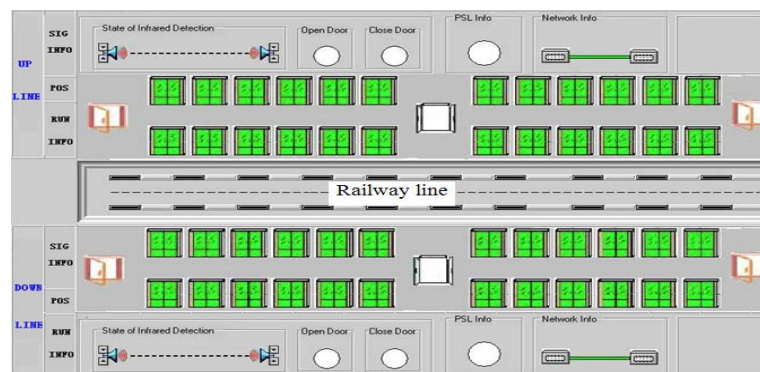 SIG
INFO
UP
LINE
POS
RUN
INFO
State of Infrared Detection
Open Door
Close Door
PSL Info
Network Info
Railway line
SIG
INFO
DOWN
LINE
POS
RUN
INFO
State of Infrared Detection
Open Door
Close Door
PSL Info
Network Info